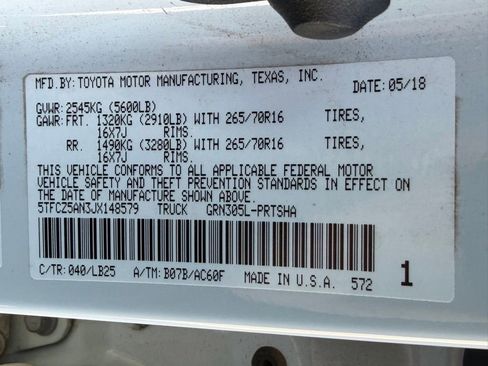 MFD.BY:TOYOTA MOTOR MANUFACTURING, TEXAS, INC.
DATE:05/18
GVWR:2545KG (5600LB)
GAWR:FRT. 1320KG (2910LB) WITH 265/70R16 TIRES,
16X7J RIMS.
RR. 1490KG (3280LB) WITH 265/70R16 TIRES,
16X7J RIMS.
THIS VEHICLE CONFORMS TO ALL APPLICABLE FEDERAL MOTOR
VEHICLE SAFETY AND THEFT PREVENTION STANDARDS IN EFFECT ON
THE DATE OF MANUFACTURE SHOWN ABOVE.
5TFCZ5AN3JX148579 TRUCK GRN305L-PRTSHA
C/TR:040/LB25 A/TM:B07B/AC60F MADE IN U.S.A. 572 1